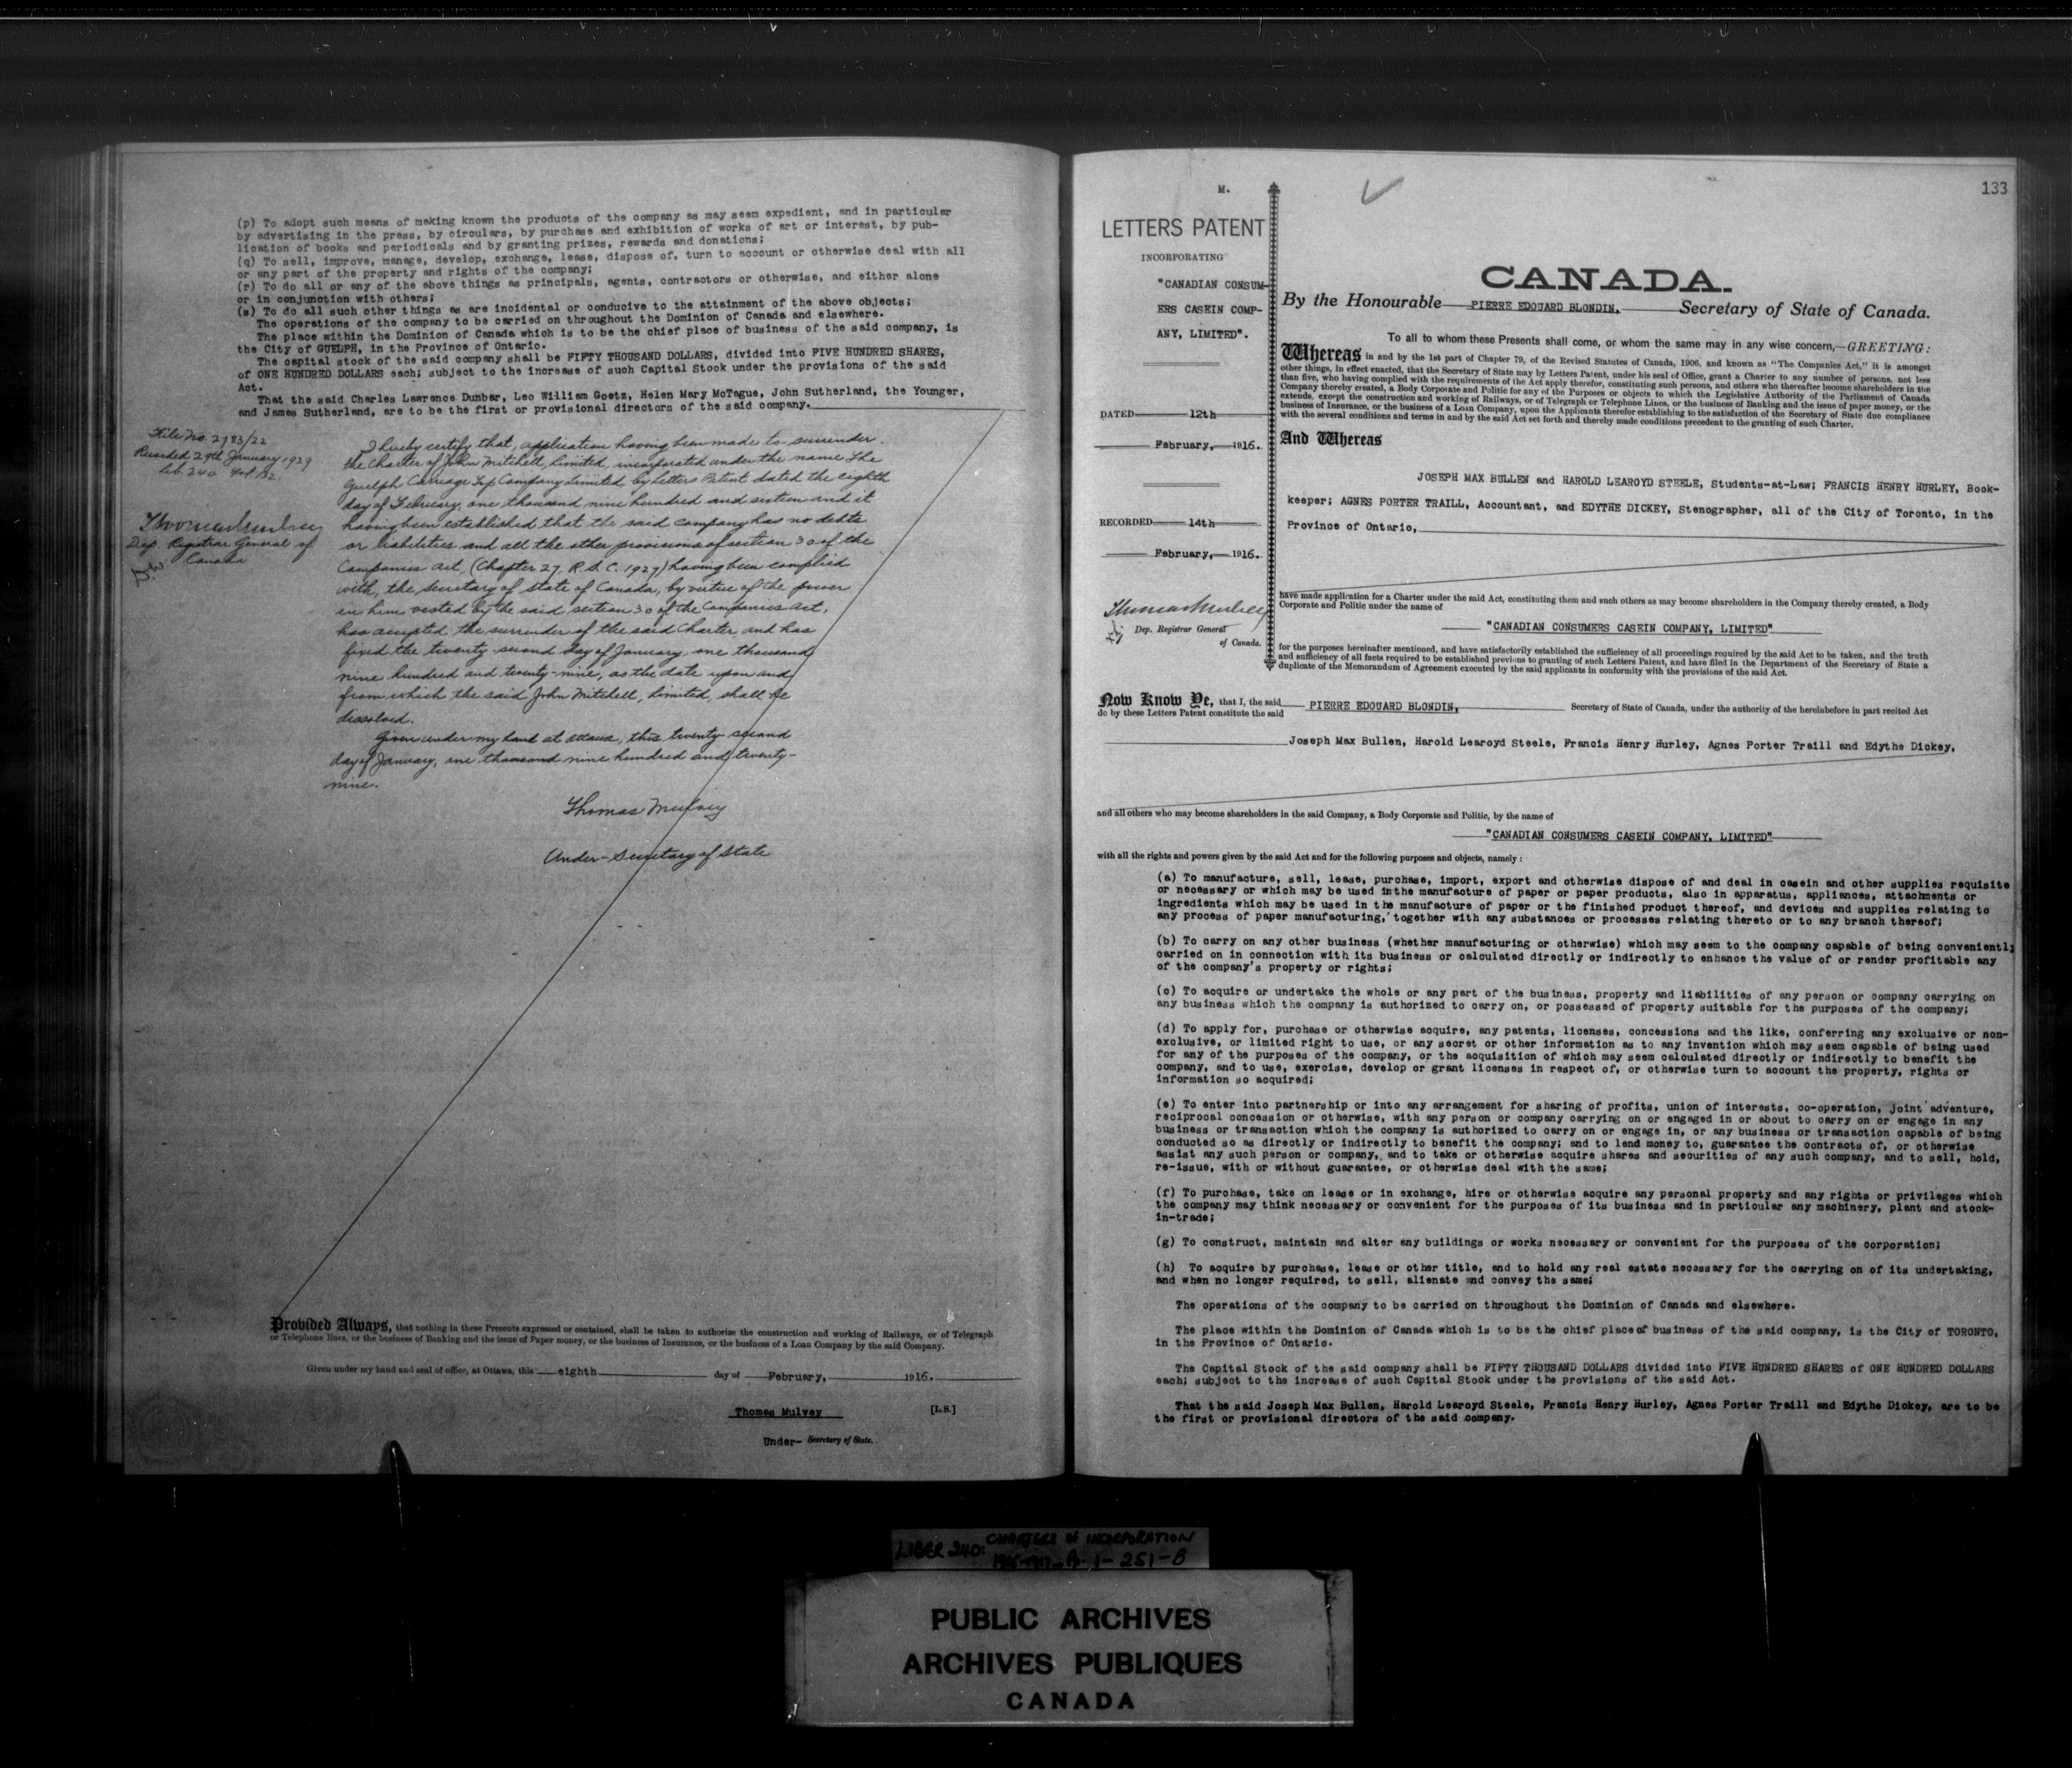 (p) To adopt such means of making known the products of the company as may seem expedient, and in particular
by advertising in the press, by circulars, by purchase and exhibition of works of art or interest, by pub-
lication of books and periodicals and by granting prizes, rewards and donations;
(q) To sell, improve, manage, develop, exchange, lease, dispose of, turn to account or otherwise deal with all
or any part of the property and rights of the company;
(r) To do all or any of the above things as principals, agents, contractors or otherwise, and either alone
or in conjunction with others;
(s) To do all such other things as are incidental or conducive to the attainment of the above objects;
The operations of the company to be carried on throughout the Dominion of Canada and elsewhere.
The place within the Dominion of Canada which is to be the chief place of business of the said company, is
the City of GUELPH, in the Province of Ontario.
The capital stock of the said company shall be FIFTY THOUSAND DOLLARS, divided into FIVE HUNDRED SHARES,
of ONE HUNDRED DOLLARS each; subject to the increase of such Capital Stock under the provisions of the said
Act.
That the said Charles Lawrence Dunbar, Leo William Goetz, Helen Mary McTague, John Sutherland, the Younger,
and James Sutherland, are to be the first or provisional directors of the said company.
File No. 2983/22
Recorded 29th January 1929
Lib 240 Fol. 132.
Thomas Mulvey
Dep. Registrar General of
Canada
I hereby certify that, application having been made to surrender
the Charter of John Mitchell, Limited, incorporated under the name The
Guelph Carriage Top Company Limited by Letters Patent dated the eighth
day of February, one thousand nine hundred and sixteen and it
having been established that the said company has no debts
or liabilities and all the other provisions of section 30 of the
Companies Act, (Chapter 27, R.S.C. 1927) having been complied
with, the Secretary of State of Canada, by virtue of the power
in him vested by the said section 30 of the Companies Act,
has accepted the surrender of the said Charter, and has
fixed the twenty-second day of January, one thousand
nine hundred and twenty-nine, as the date upon and
from which the said John Mitchell, Limited, shall be
dissolved.
Given under my hand at Ottawa, this twenty-second
day of January, one thousand nine hundred and twenty-
nine.
Thomas Mulvey
Under-Secretary of State
Provided Always, that nothing in these Presents expressed or contained, shall be taken to authorize the construction and working of Railways, or of Telegraph
or Telephone lines, or the business of Banking and the issue of Paper money, or the business of Insurance, or the business of a Loan Company by the said Company.
Given under my hand and seal of office, at Ottawa, this eighth day of February, 1916.
Thomas Mulvey [L.S.]
Under- Secretary of State.
M.
133
LETTERS PATENT
INCORPORATING
"CANADIAN CONSUM-
ERS CASEIN COMP-
ANY, LIMITED".
DATED 12th
February, 1916.
RECORDED 14th
February, 1916.
Thomas Mulvey
Dep. Registrar General
of Canada.
CANADA.
By the Honourable PIERRE EDOUARD BLONDIN, Secretary of State of Canada.
To all to whom these Presents shall come, or whom the same may in any wise concern,—GREETING:
Whereas in and by the 1st part of Chapter 79, of the Revised Statutes of Canada, 1906, and known as "The Companies Act," it is amongst
other things, in effect enacted, that the Secretary of State may by Letters Patent, under his seal of Office, grant a Charter to any number of persons, not less
than five, who having complied with the requirements of the Act apply therefor, constituting such persons, and others who thereafter become shareholders in the
Company thereby created, a Body Corporate and Politic for any of the Purposes or objects to which the Legislative Authority of the Parliament of Canada
extends, except the construction and working of Railways, or of Telegraph or Telephone Lines, or the business of Banking and the issue of paper money, or the
business of Insurance, or the business of a Loan Company, upon the Applicants therefor establishing to the satisfaction of the Secretary of State due compliance
with the several conditions and terms in and by the said Act set forth and thereby made conditions precedent to the granting of such Charter.
And Whereas
JOSEPH MAX BULLEN and HAROLD LEAROYD STEELE, Students-at-Law; FRANCIS HENRY HURLEY, Book-
keeper; AGNES PORTER TRAILL, Accountant, and EDYTHE DICKEY, Stenographer, all of the City of Toronto, in the
Province of Ontario,
have made application for a Charter under the said Act, constituting them and such others as may become shareholders in the Company thereby created, a Body
Corporate and Politic under the name of
"CANADIAN CONSUMERS CASEIN COMPANY, LIMITED"
for the purposes hereinafter mentioned, and have satisfactorily established the sufficiency of all proceedings required by the said Act to be taken, and the truth
and sufficiency of all facts required to be established previous to granting of such Letters Patent, and have filed in the Department of the Secretary of State a
duplicate of the Memorandum of Agreement executed by the said applicants in conformity with the provisions of the said Act.
Now Know Ye, that I, the said PIERRE EDOUARD BLONDIN, Secretary of State of Canada, under the authority of the hereinbefore in part recited Act
do by these Letters Patent constitute the said
Joseph Max Bullen, Harold Learoyd Steele, Francis Henry Hurley, Agnes Porter Traill and Edythe Dickey,
and all others who may become shareholders in the said Company, a Body Corporate and Politic, by the name of
"CANADIAN CONSUMERS CASEIN COMPANY, LIMITED"
with all the rights and powers given by the said Act and for the following purposes and objects, namely:
(a) To manufacture, sell, lease, purchase, import, export and otherwise dispose of and deal in casein and other supplies requisite
or necessary or which may be used in the manufacture of paper or paper products, also in apparatus, appliances, attachments or
ingredients which may be used in the manufacture of paper or the finished product thereof, and devices and supplies relating to
any process of paper manufacturing, together with any substances or processes relating thereto or to any branch thereof;
(b) To carry on any other business (whether manufacturing or otherwise) which may seem to the company capable of being conveniently
carried on in connection with its business or calculated directly or indirectly to enhance the value of or render profitable any
of the company's property or rights;
(c) To acquire or undertake the whole or any part of the business, property and liabilities of any person or company carrying on
any business which the company is authorized to carry on, or possessed of property suitable for the purposes of the company;
(d) To apply for, purchase or otherwise acquire, any patents, licenses, concessions and the like, conferring any exclusive or non-
exclusive, or limited right to use, or any secret or other information as to any invention which may seem capable of being used
for any of the purposes of the company, or the acquisition of which may seem calculated directly or indirectly to benefit the
company, and to use, exercise, develop or grant licenses in respect of, or otherwise turn to account the property, rights or
information so acquired;
(e) To enter into partnership or into any arrangement for sharing of profits, union of interests, co-operation, joint adventure,
reciprocal concession or otherwise, with any person or company carrying on or engaged in or about to carry on or engage in any
business or transaction which the company is authorized to carry on or engage in, or any business or transaction capable of being
conducted so as directly or indirectly to benefit the company; and to lend money to, guarantee the contracts of, or otherwise
assist any such person or company, and to take or otherwise acquire shares and securities of any such company, and to sell, hold,
re-issue, with or without guarantee, or otherwise deal with the same;
(f) To purchase, take on lease or in exchange, hire or otherwise acquire any personal property and any rights or privileges which
the company may think necessary or convenient for the purposes of its business and in particular any machinery, plant and stock-
in-trade;
(g) To construct, maintain and alter any buildings or works necessary or convenient for the purposes of the corporation;
(h) To acquire by purchase, lease or other title, and to hold any real estate necessary for the carrying on of its undertaking,
and when no longer required, to sell, alienate and convey the same;
The operations of the company to be carried on throughout the Dominion of Canada and elsewhere.
The place within the Dominion of Canada which is to be the chief place of business of the said company, is the City of TORONTO,
in the Province of Ontario.
The Capital Stock of the said company shall be FIFTY THOUSAND DOLLARS divided into FIVE HUNDRED SHARES of ONE HUNDRED DOLLARS
each; subject to the increase of such Capital Stock under the provisions of the said Act.
That the said Joseph Max Bullen, Harold Learoyd Steele, Francis Henry Hurley, Agnes Porter Traill and Edythe Dickey, are to be
the first or provisional directors of the said company.
LIBER 240: CHARTERS OF INCORPORATION
1-251-B
PUBLIC ARCHIVES
ARCHIVES PUBLIQUES
CANADA